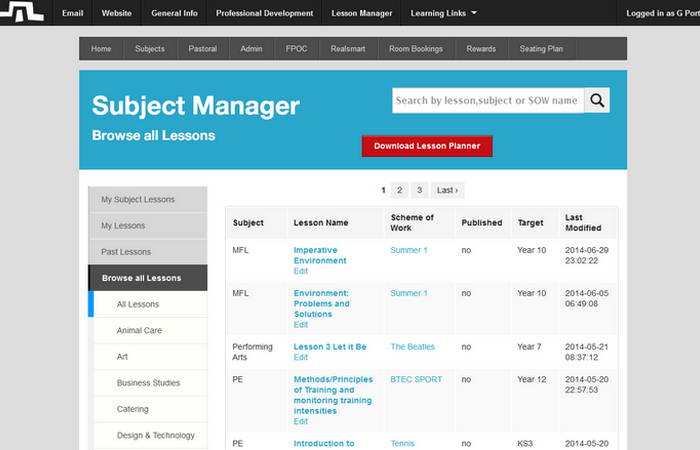 Email Website General Info Professional Development Lesson Manager Learning Links Logged in as G Port
Home Subjects Pastoral Admin FPOC Realsmart Room Bookings Rewards Seating Plan
Subject Manager
Browse all Lessons
Search by lesson,subject or SOW name
Download Lesson Planner
My Subject Lessons
My Lessons
Past Lessons
Browse all Lessons
All Lessons
Animal Care
Art
Business Studies
Catering
Design & Technology
1 2 3 Last ›
Subject Lesson Name Scheme of Work Published Target Last Modified
MFL Imperative Environment Summer 1 no Year 10 2014-06-29 23:02:22
Edit
MFL Environment: Problems and Solutions Summer 1 no Year 10 2014-06-05 06:49:08
Edit
Performing Arts Lesson 3 Let it Be The Beatles no Year 7 2014-05-21 08:37:12
Edit
PE Methods/Principles of Training and monitoring training intensities BTEC SPORT no Year 12 2014-05-20 22:57:53
Edit
PE Introduction to Tennis no KS3 2014-05-20